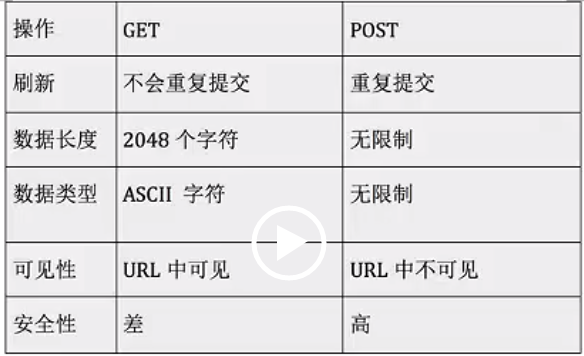 操作 GET POST
刷新 不会重复提交 重复提交
数据长度 2048 个字符 无限制
数据类型 ASCII 字符 无限制
可见性 URL 中可见 URL 中不可见
安全性 差 高